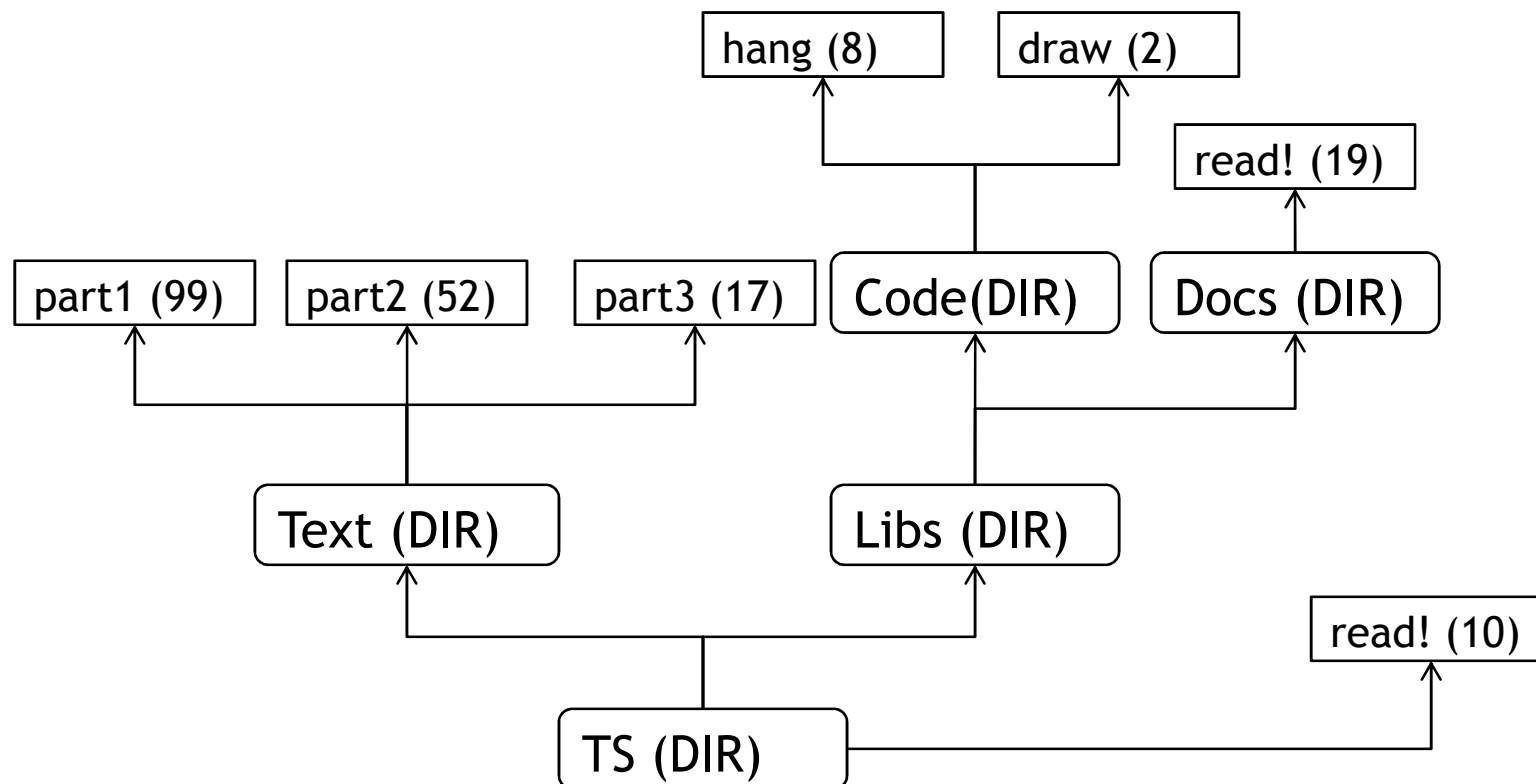 hang (8)
draw (2)
read! (19)
part1 (99)
part2 (52)
part3 (17)
Code(DIR)
Docs (DIR)
Text (DIR)
Libs (DIR)
read! (10)
TS (DIR)